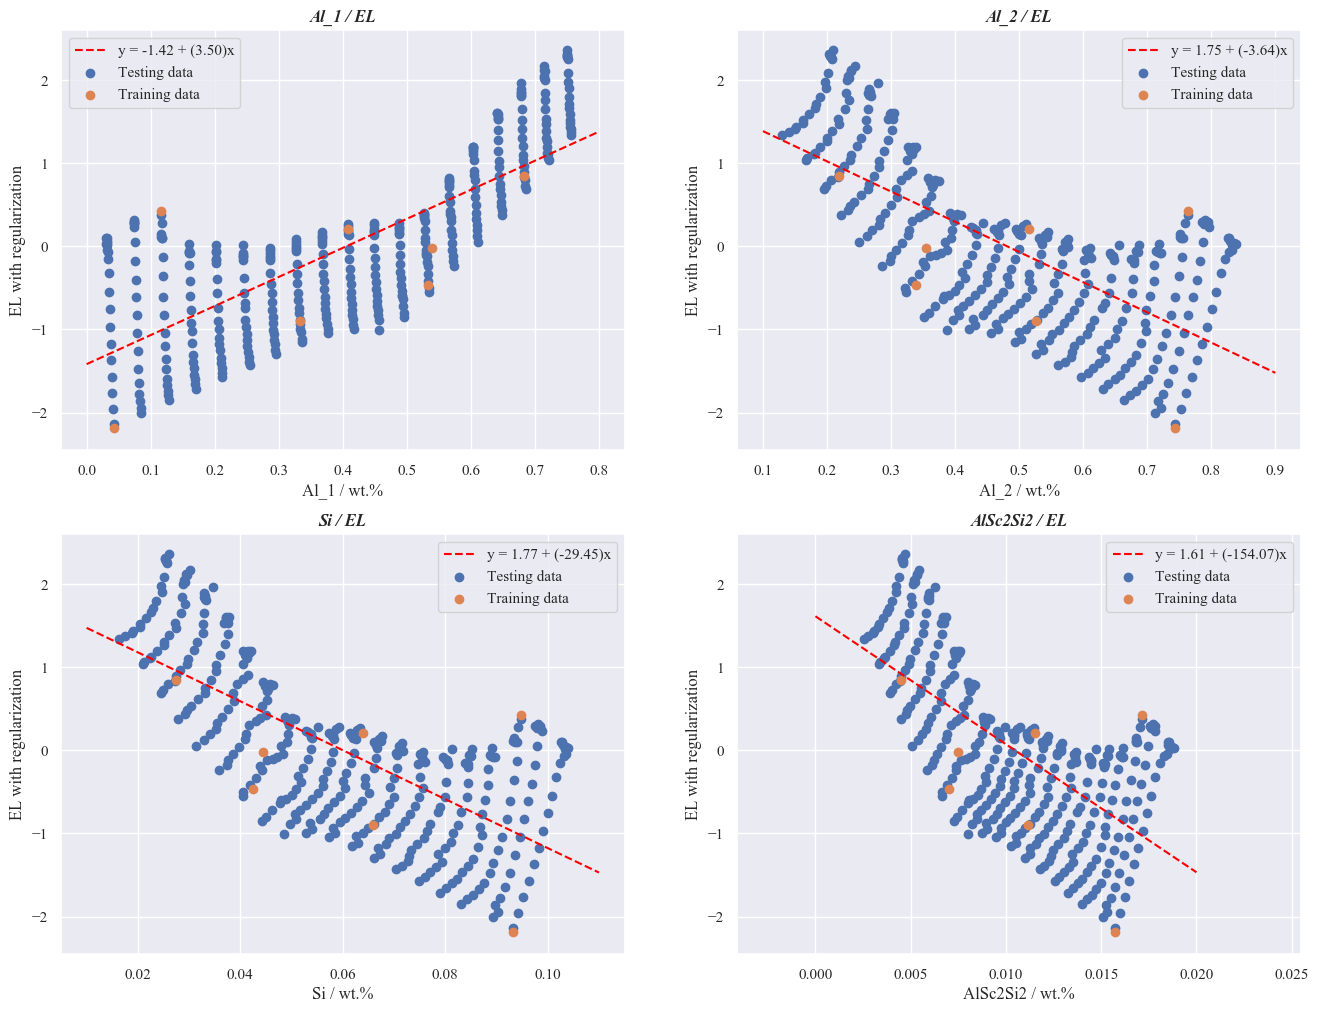 Al_1 / EL
y = -1.42 + (3.50)x
Testing data
Training data
2
1
0
−1
−2
EL with regularization
0.0 0.1 0.2 0.3 0.4 0.5 0.6 0.7 0.8
Al_1 / wt.%
Al_2 / EL
y = 1.75 + (-3.64)x
Testing data
Training data
2
1
0
−1
−2
EL with regularization
0.1 0.2 0.3 0.4 0.5 0.6 0.7 0.8 0.9
Al_2 / wt.%
Si / EL
y = 1.77 + (-29.45)x
Testing data
Training data
2
1
0
−1
−2
EL with regularization
0.02 0.04 0.06 0.08 0.10
Si / wt.%
AlSc2Si2 / EL
y = 1.61 + (-154.07)x
Testing data
Training data
2
1
0
−1
−2
EL with regularization
0.000 0.005 0.010 0.015 0.020 0.025
AlSc2Si2 / wt.%